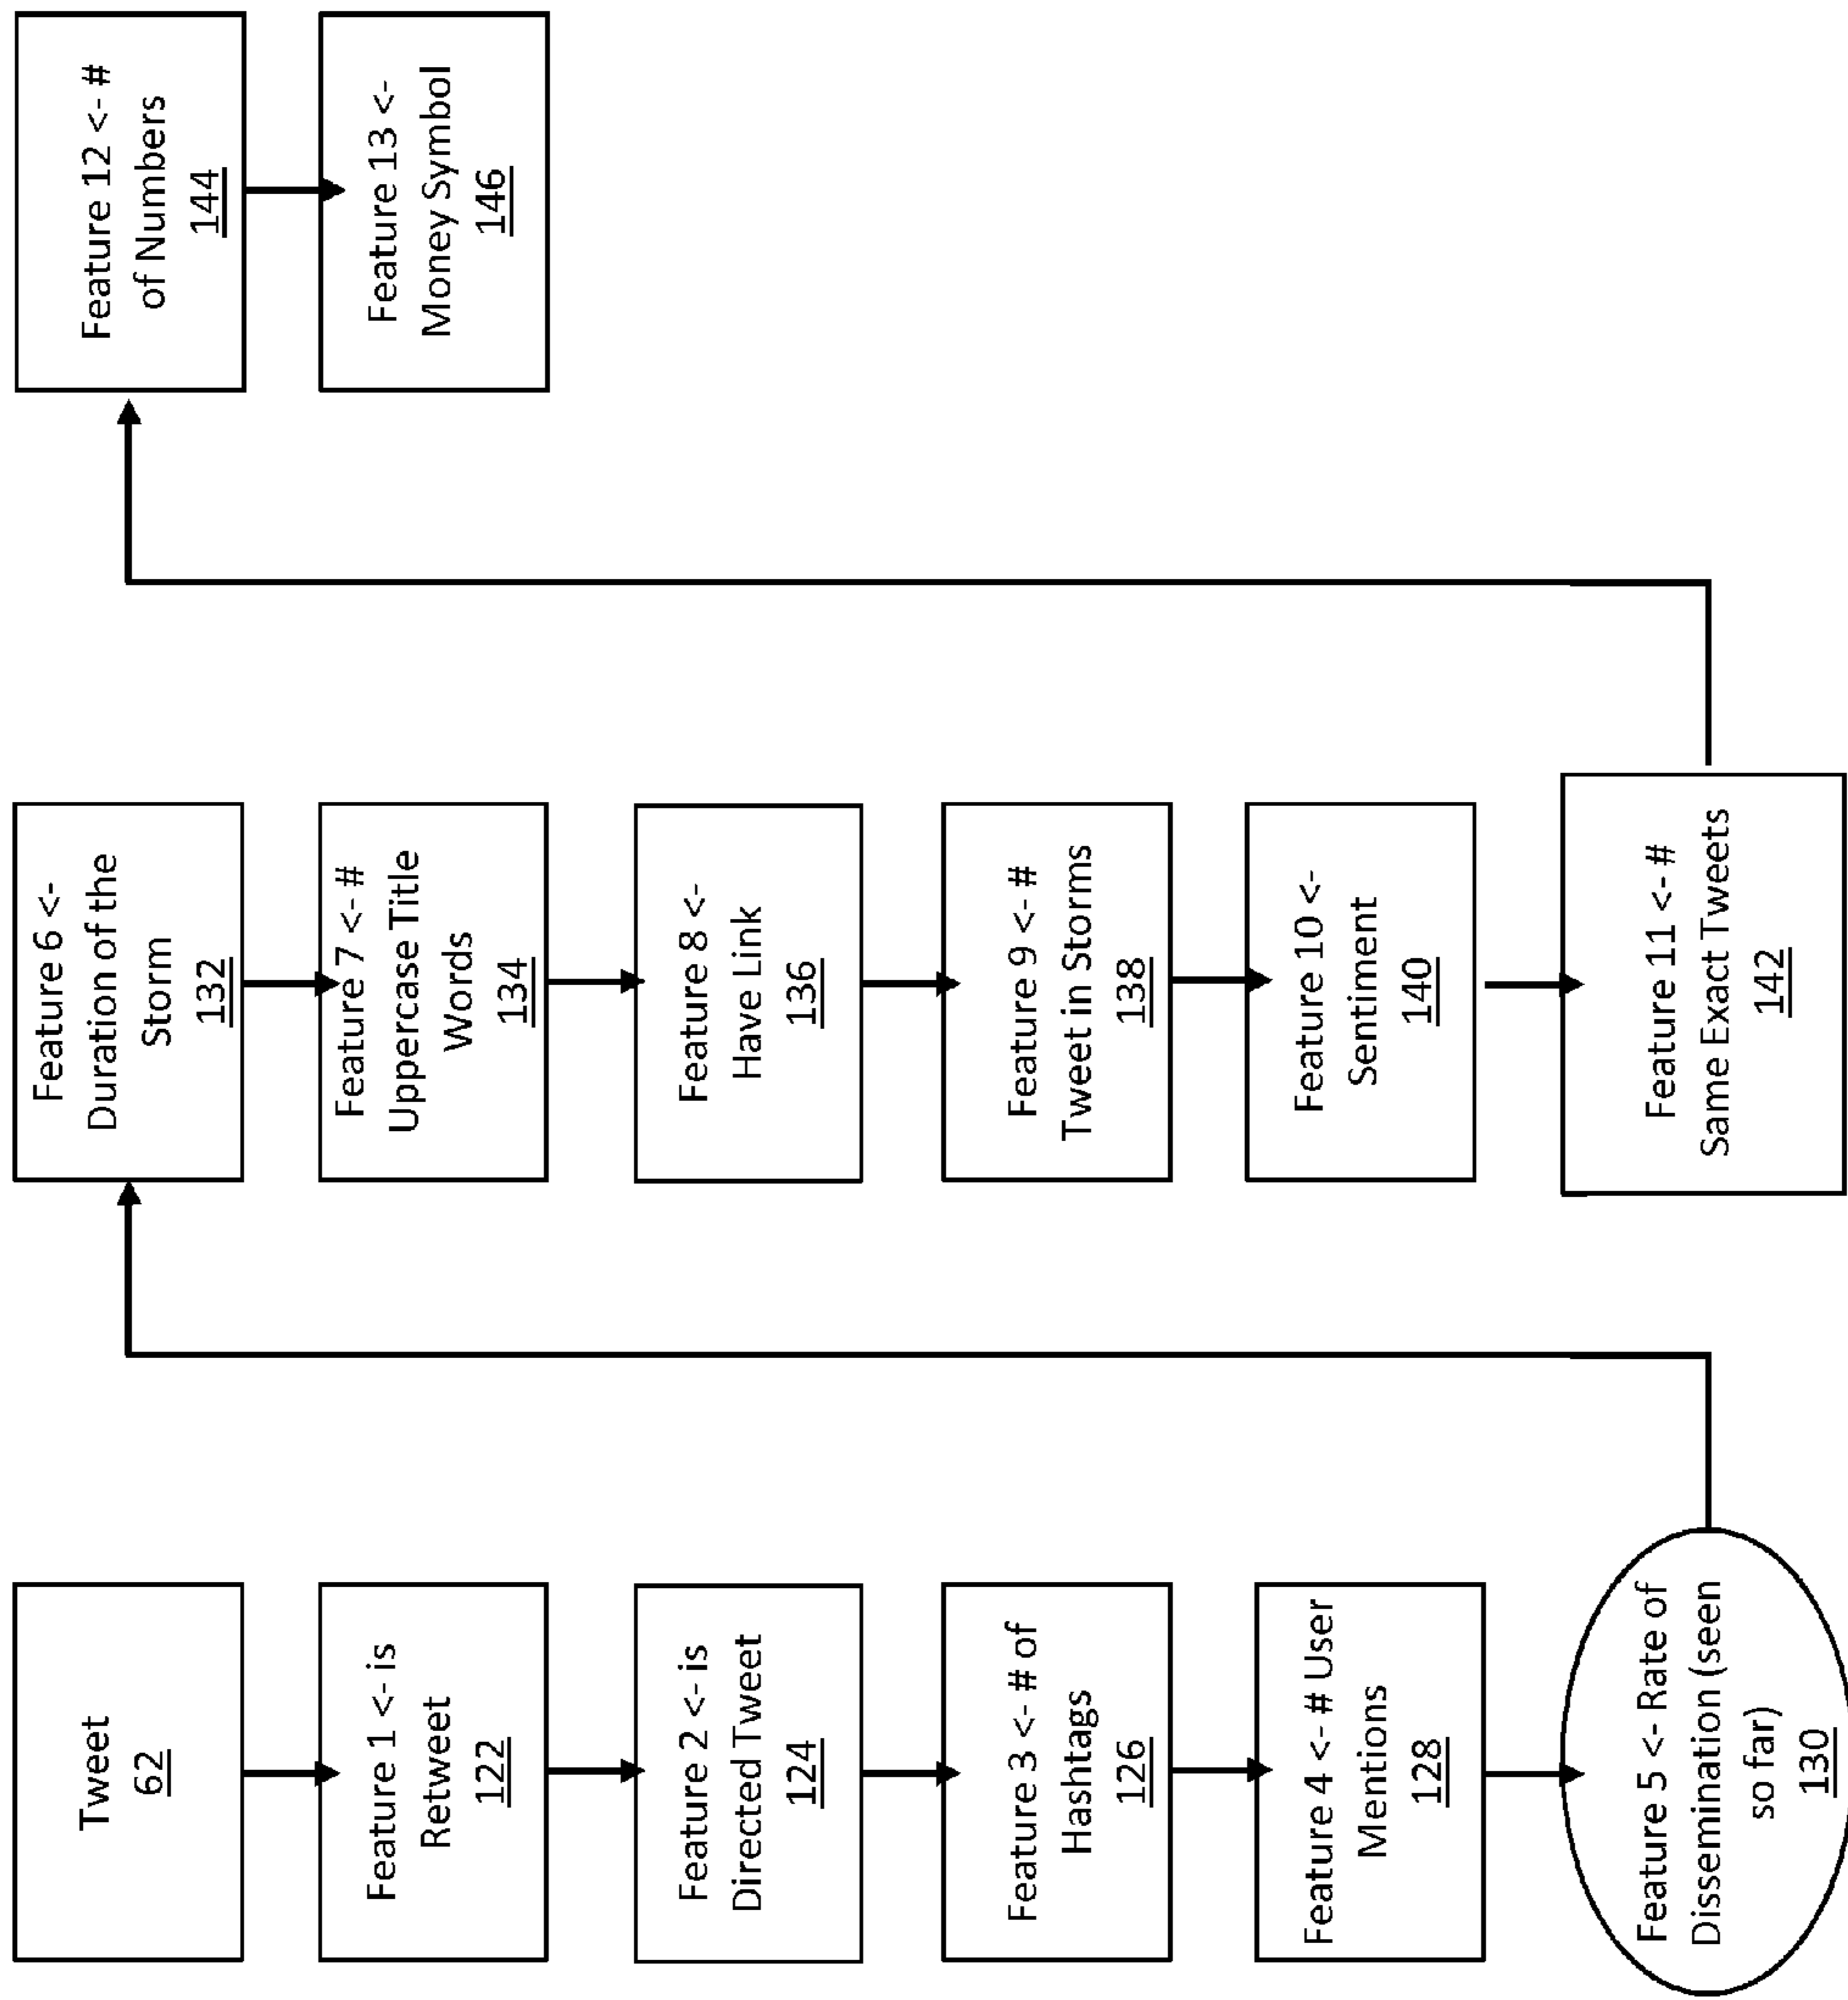 Tweet
62
Feature 1 <- is
Retweet
122
Feature 2 <- is
Directed Tweet
124
Feature 3 <- # of
Hashtags
126
Feature 4 <- # User
Mentions
128
Feature 5 <- Rate of
Dissemination (seen
so far)
130
Feature 6 <-
Duration of the
Storm
132
Feature 7 <- #
Uppercase Title
Words
134
Feature 8 <-
Have Link
136
Feature 9 <- #
Tweet in Storms
138
Feature 10 <-
Sentiment
140
Feature 11 <- #
Same Exact Tweets
142
Feature 12 <- #
of Numbers
144
Feature 13 <-
Money Symbol
146